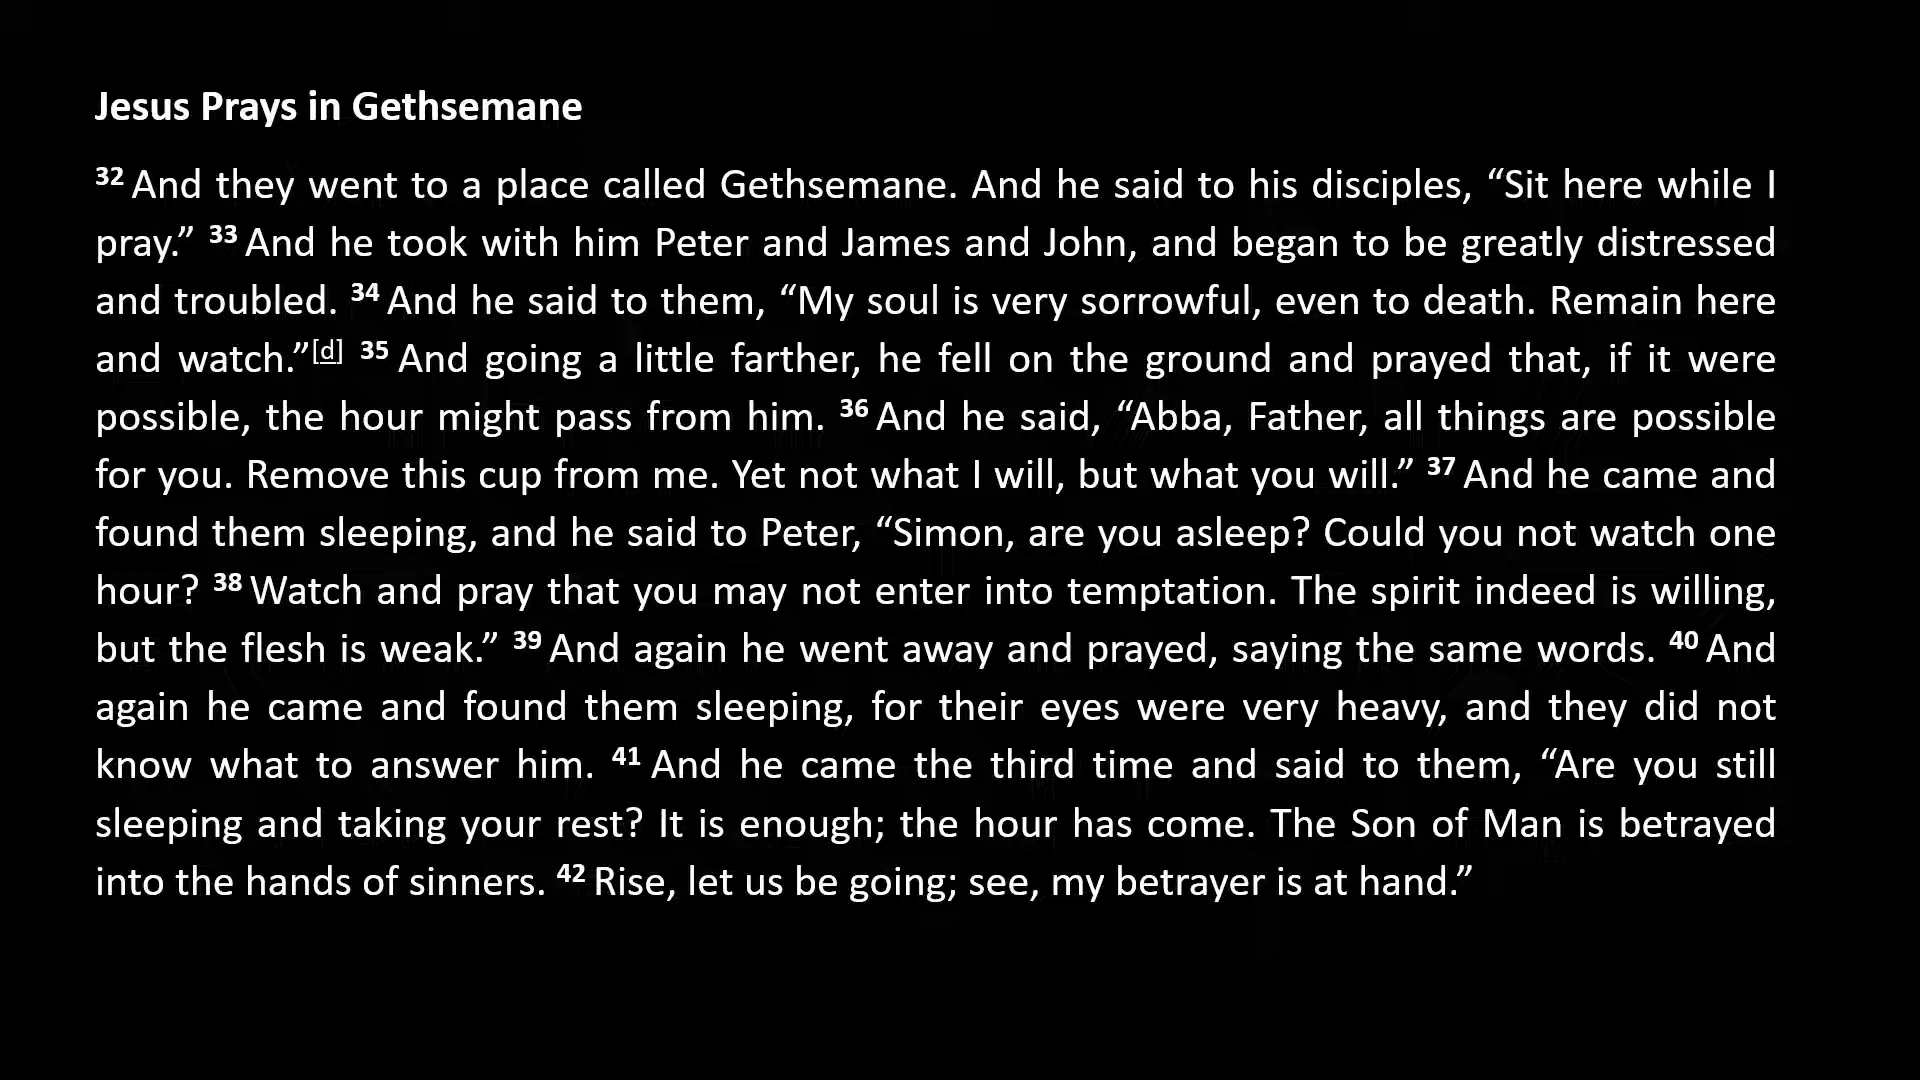 Jesus Prays in Gethsemane
32 And they went to a place called Gethsemane. And he said to his disciples, “Sit here while I
pray.” 33 And he took with him Peter and James and John, and began to be greatly distressed
and troubled. 34 And he said to them, “My soul is very sorrowful, even to death. Remain here
and watch.”[d] 35 And going a little farther, he fell on the ground and prayed that, if it were
possible, the hour might pass from him. 36 And he said, “Abba, Father, all things are possible
for you. Remove this cup from me. Yet not what I will, but what you will.” 37 And he came and
found them sleeping, and he said to Peter, “Simon, are you asleep? Could you not watch one
hour? 38 Watch and pray that you may not enter into temptation. The spirit indeed is willing,
but the flesh is weak.” 39 And again he went away and prayed, saying the same words. 40 And
again he came and found them sleeping, for their eyes were very heavy, and they did not
know what to answer him. 41 And he came the third time and said to them, “Are you still
sleeping and taking your rest? It is enough; the hour has come. The Son of Man is betrayed
into the hands of sinners. 42 Rise, let us be going; see, my betrayer is at hand.”